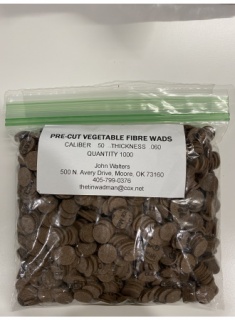 PRE-CUT VEGETABLE FIBRE WADS
CALIBER .50 THICKNESS .060
QUANTITY 1000
John Walters
500 N. Avery Drive, Moore, OK 73160
405-799-0376
thetinwadman@cox.net